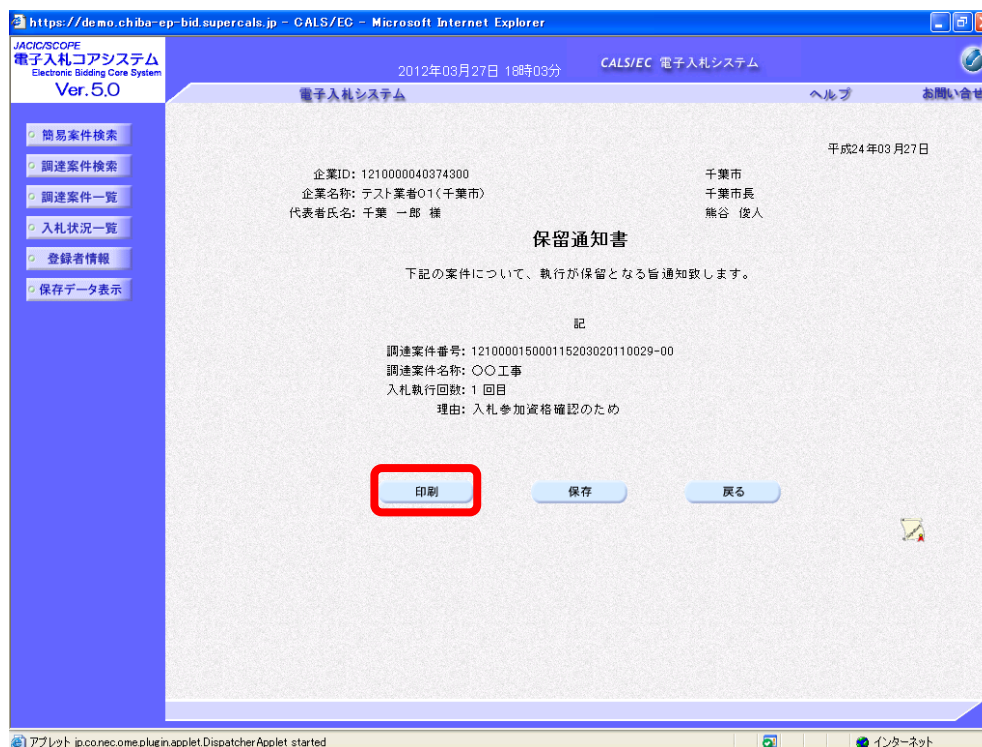 https://demo.chiba-ep-bid.supercals.jp - CALS/EC - Microsoft Internet Explorer
JACIC/SCOPE
電子入札コアシステム
Electronic Bidding Core System
Ver.5.0
2012年03月27日 18時03分
CALS/EC 電子入札システム
電子入札システム
ヘルプ
お問い合せ
簡易案件検索
調達案件検索
調達案件一覧
入札状況一覧
登録者情報
保存データ表示
平成24年03月27日
企業ID: 1210000040374300
千葉市
企業名称: テスト業者01(千葉市)
千葉市長
代表者氏名: 千葉 一郎 様
熊谷 俊人
保留通知書
下記の案件について、執行が保留となる旨通知致します。
記
調達案件番号: 121000015000115203020110029-00
調達案件名称: 〇〇工事
入札執行回数: 1 回目
理由: 入札参加資格確認のため
印刷
保存
戻る
アプレット jp.co.nec.ome.plugin.applet.DispatcherApplet started
インターネット